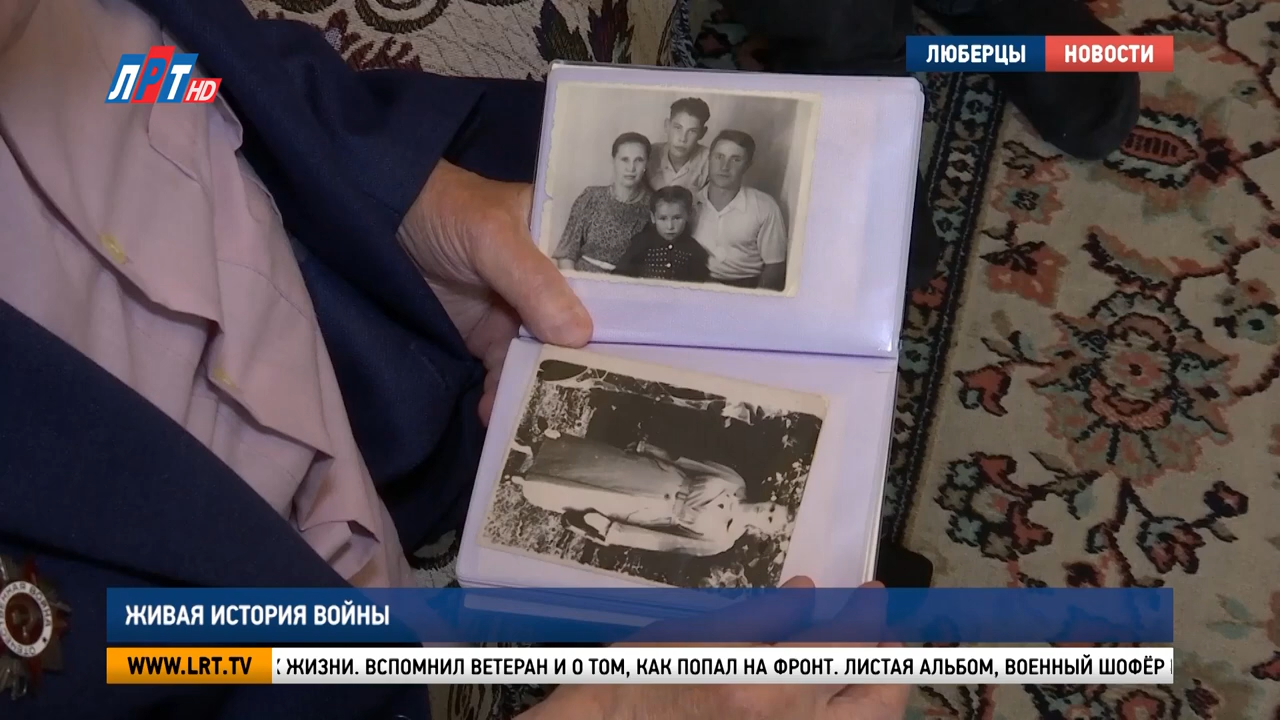 ЛРТ HD
ЛЮБЕРЦЫ НОВОСТИ
ЖИВАЯ ИСТОРИЯ ВОЙНЫ
WWW.LRT.TV ЖИЗНИ. ВСПОМНИЛ ВЕТЕРАН И О ТОМ, КАК ПОПАЛ НА ФРОНТ. ЛИСТАЯ АЛЬБОМ, ВОЕННЫЙ ШОФЁР